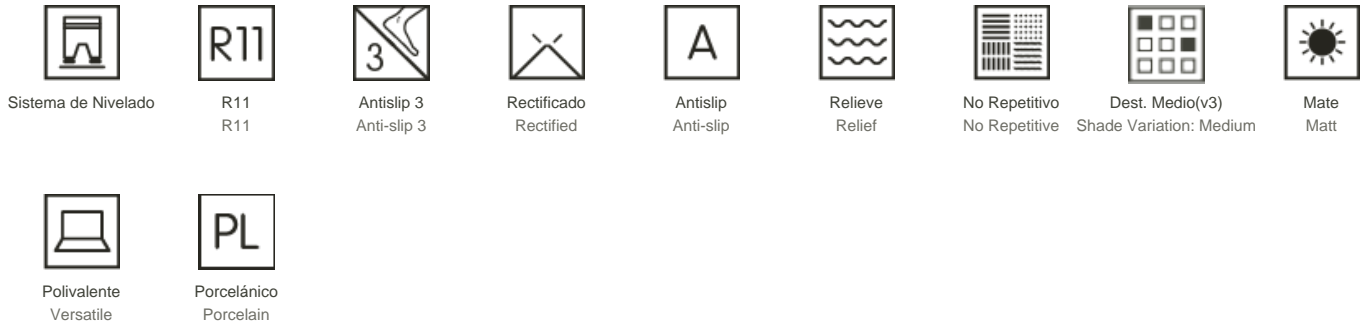 R11
3
A
Sistema de Nivelado
R11
Antislip 3
Rectificado
Antislip
Relieve
No Repetitivo
Dest. Medio(v3)
Mate
R11
Anti-slip 3
Rectified
Anti-slip
Relief
No Repetitive
Shade Variation: Medium
Matt
PL
Polivalente
Porcelánico
Versatile
Porcelain